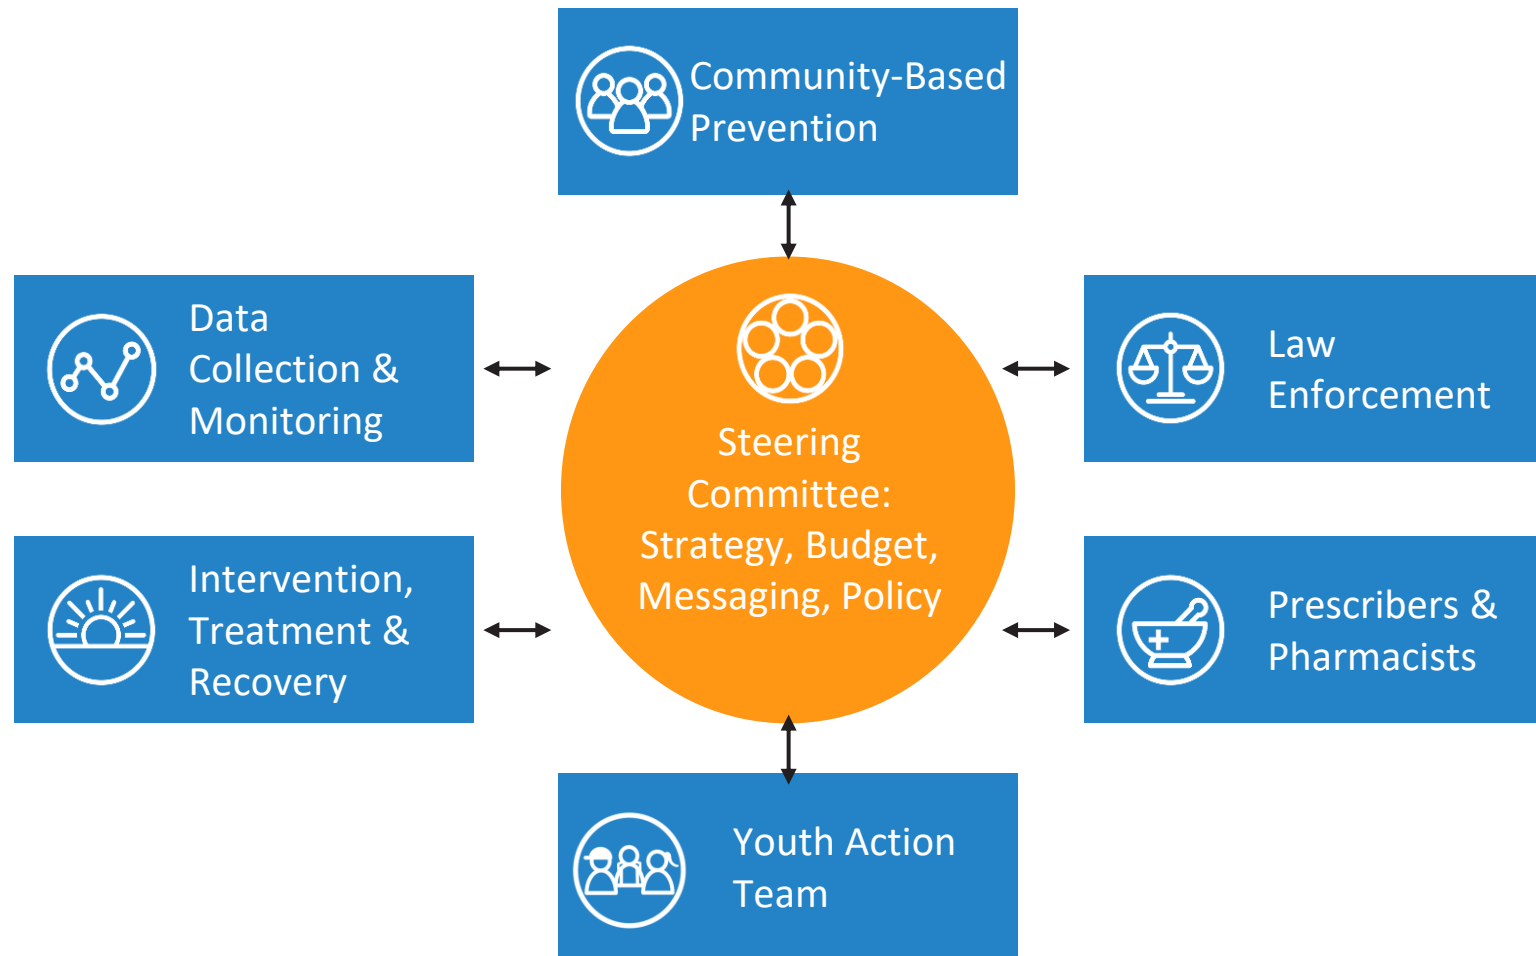 Community-Based
Prevention
Data
Collection &
Monitoring
Law
Enforcement
Steering
Committee:
Strategy, Budget,
Messaging, Policy
Intervention,
Treatment &
Recovery
Prescribers &
Pharmacists
Youth Action
Team